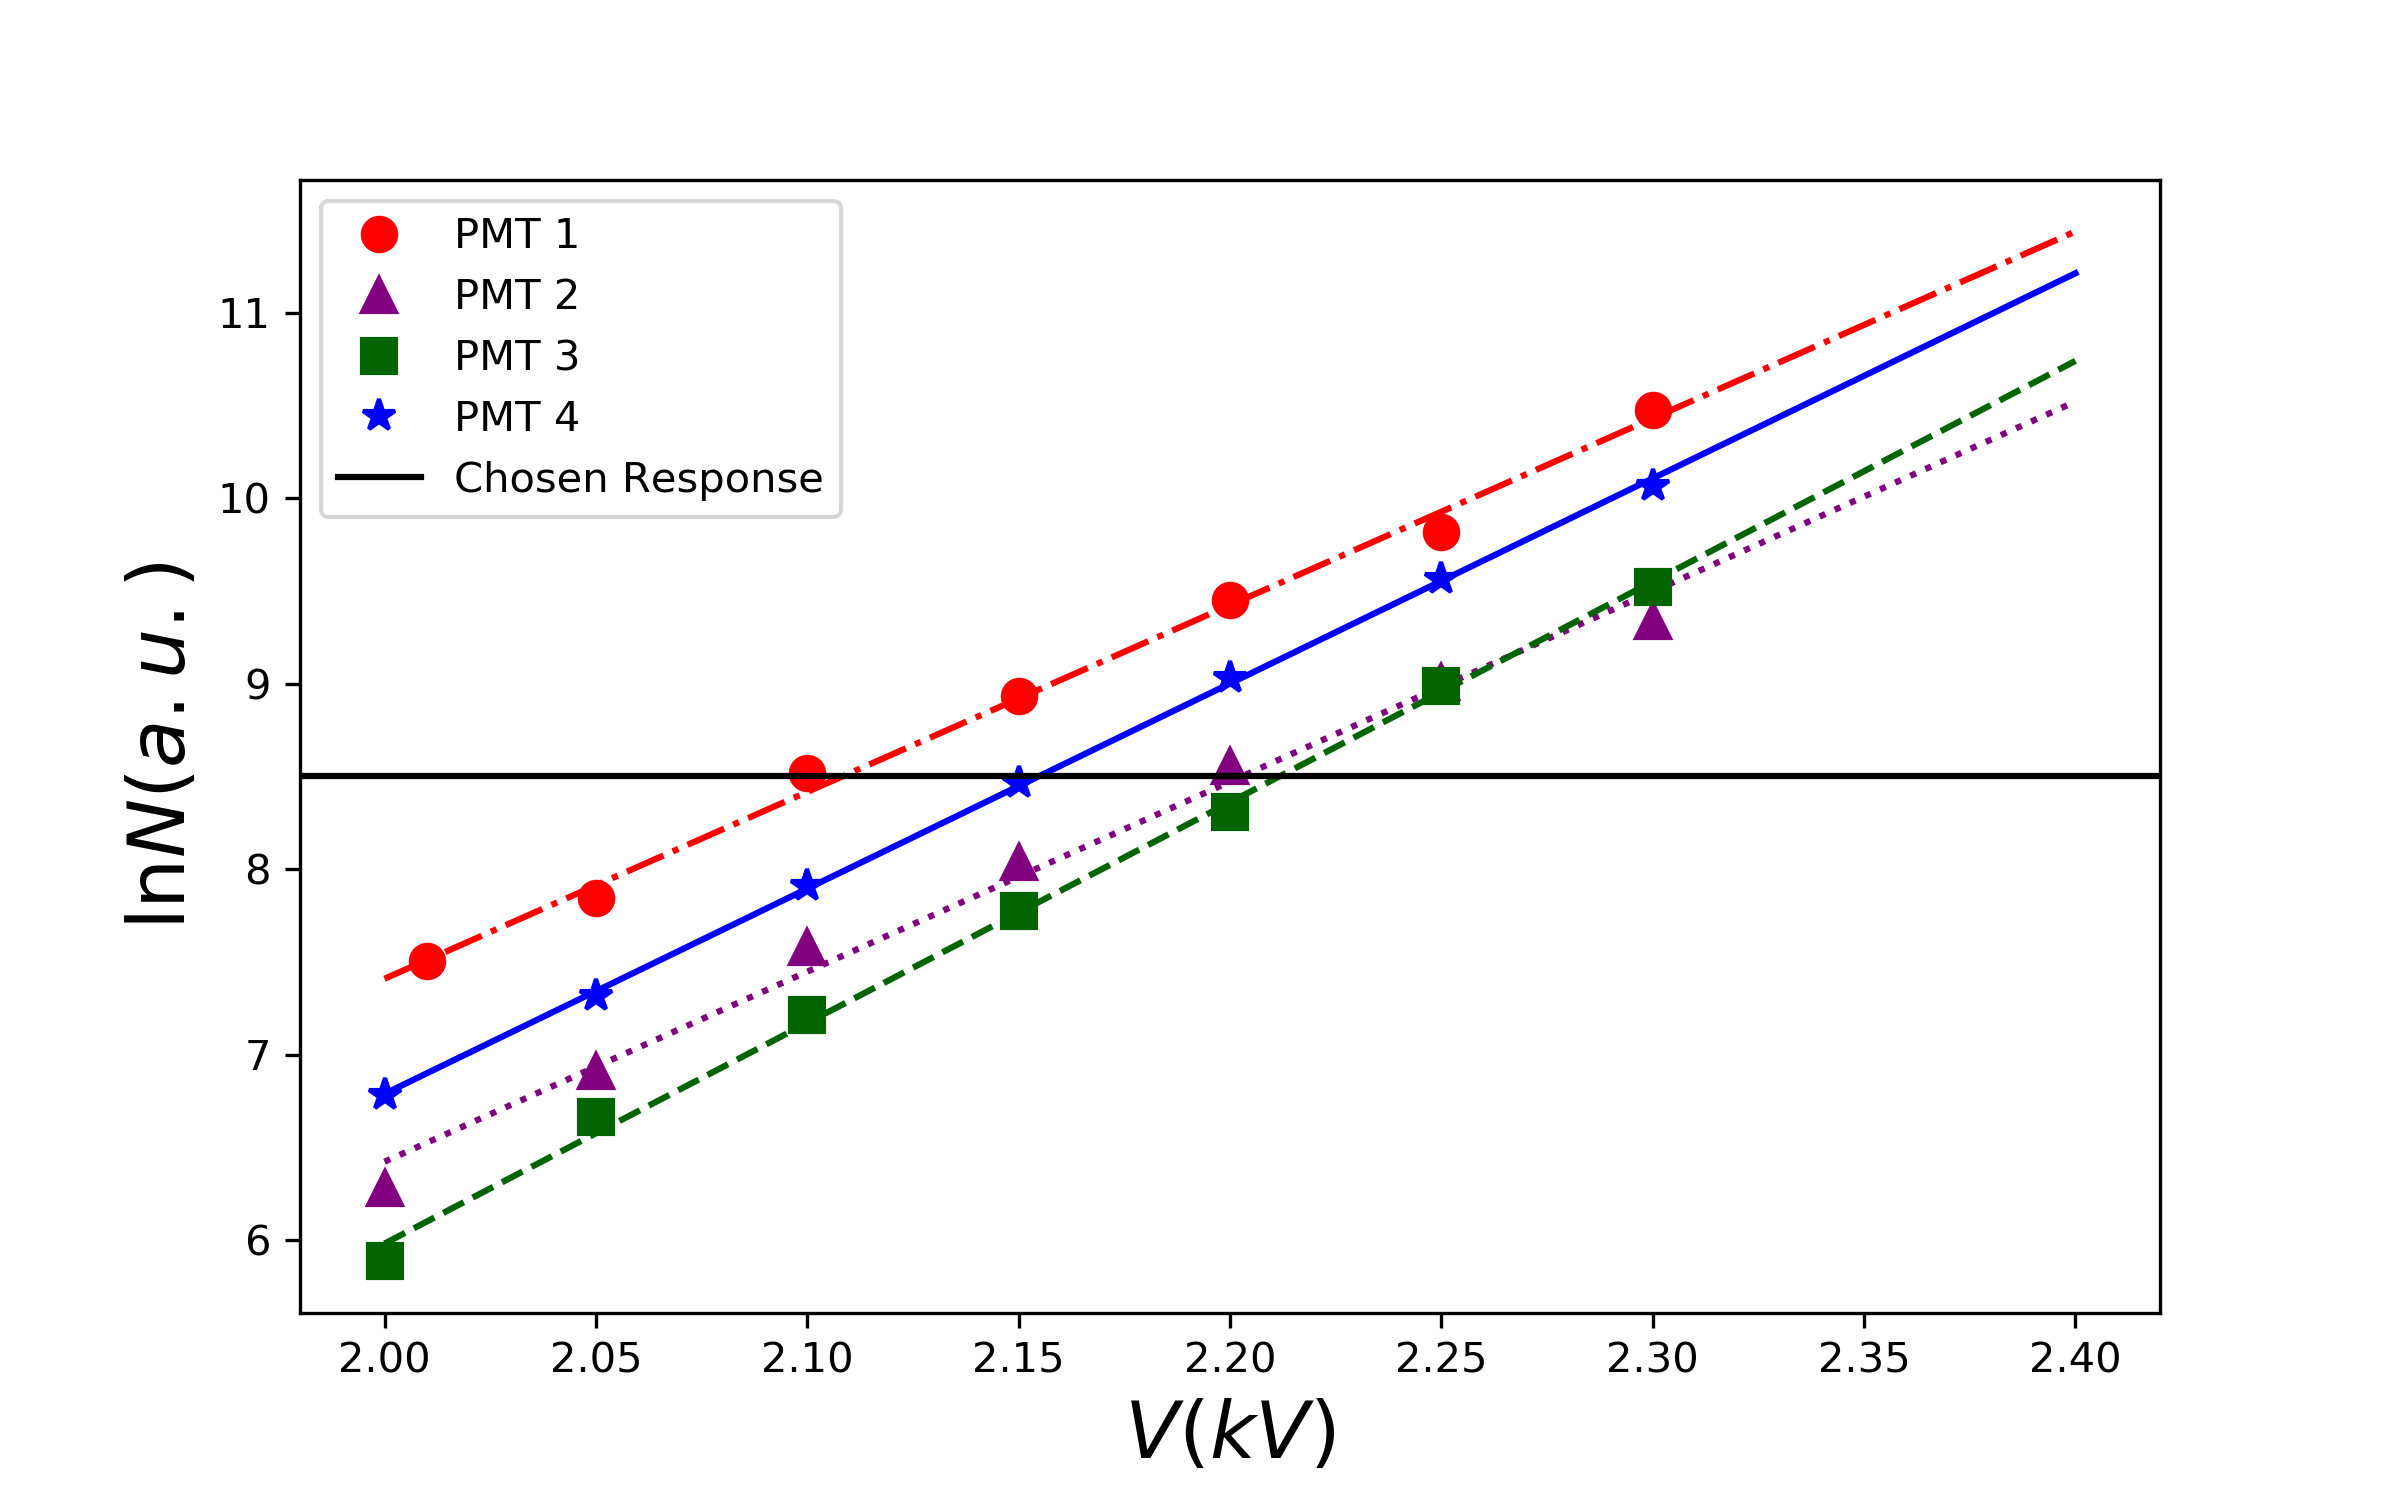 PMT 1
PMT 2
PMT 3
PMT 4
Chosen Response
11
10
9
8
7
6
lnN(a.u.)
2.00 2.05 2.10 2.15 2.20 2.25 2.30 2.35 2.40
V(kV)